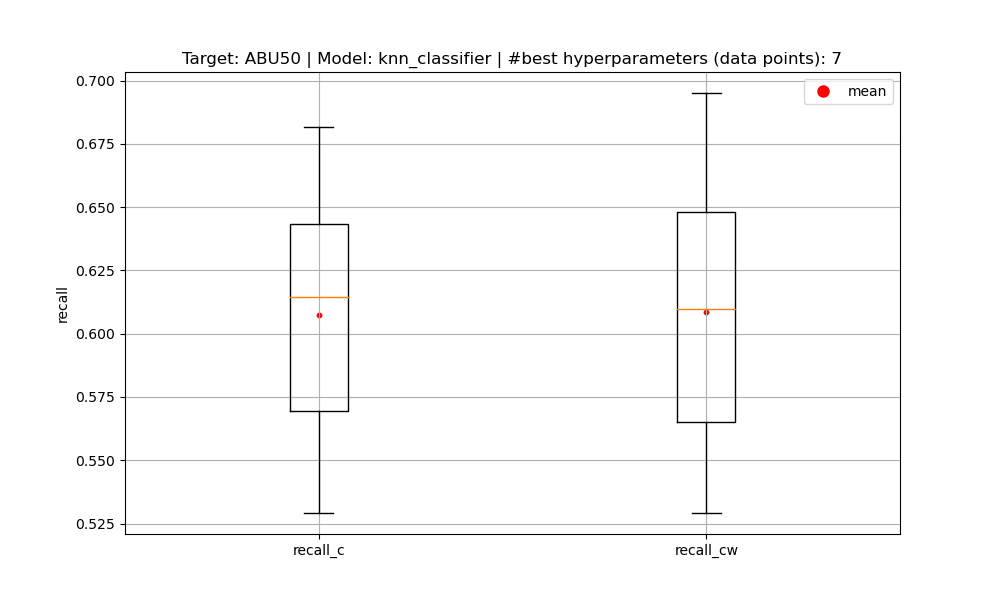 Target: ABU50 | Model: knn_classifier | #best hyperparameters (data points): 7
mean
0.700
0.675
0.650
0.625
0.600
0.575
0.550
0.525
recall
recall_c
recall_cw